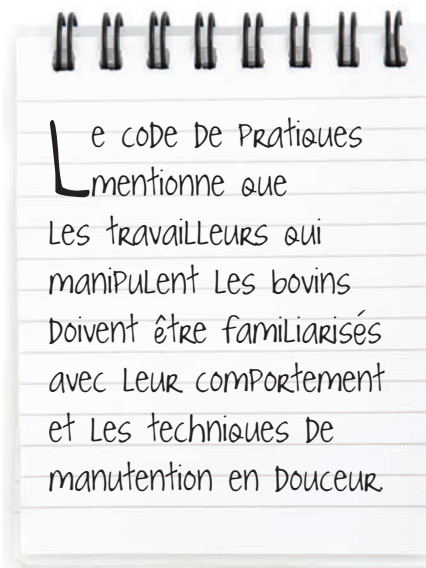 Le code de pratiques
mentionne que
les travailleurs qui
manipulent les bovins
doivent être familiarisés
avec leur comportement
et les techniques de
manutention en douceur